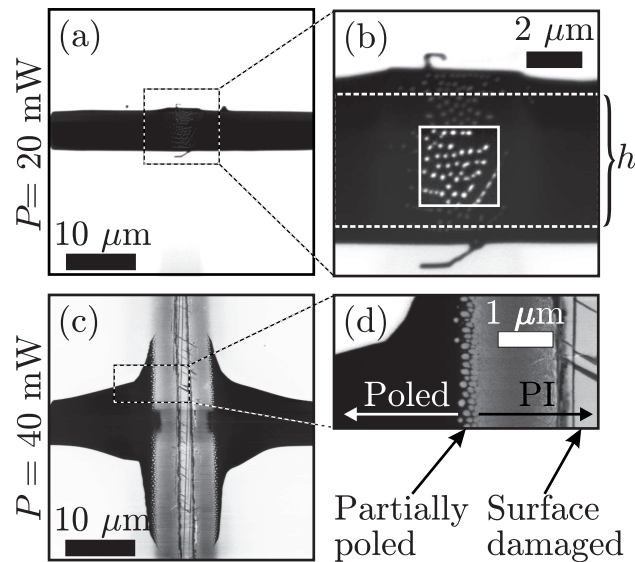 (a)
(b)
2 μm
P= 20 mW
h
10 μm
(c)
(d)
1 μm
P = 40 mW
Poled
PI
10 μm
Partially
poled
Surface
damaged